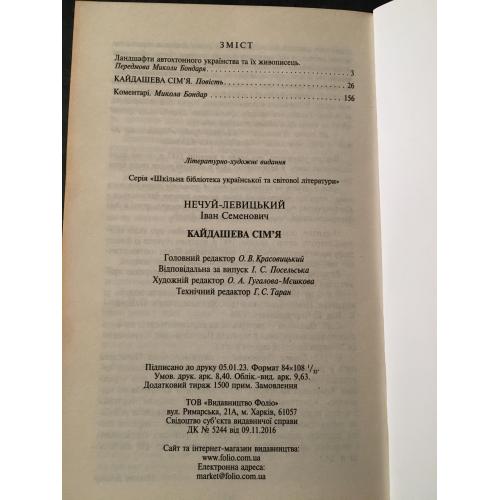 ЗМІСТ
Ландшафти автохтонного українства та їх живописець.
Передмова Миколи Бондаря 3
КАЙДАШЕВА СІМ'Я. Повість 26
Коментарі. Микола Бондар 156
Літературно-художнє видання
Серія «Шкільна бібліотека української та світової літератури»
НЕЧУЙ-ЛЕВИЦЬКИЙ
Іван Семенович
КАЙДАШЕВА СІМ'Я
Головний редактор О. В. Красовицький
Відповідальна за випуск І. С. Посельська
Художній редактор О. А. Гугалова-Мєшкова
Технічний редактор Г. С. Таран
Підписано до друку 05.01.23. Формат 84×108 1/32.
Умов. друк. арк. 8,40. Облік.-вид. арк. 9,63.
Додатковий тираж 1500 прим. Замовлення
ТОВ «Видавництво Фоліо»
вул. Римарська, 21А, м. Харків, 61057
Свідоцтво суб'єкта видавничої справи
ДК № 5244 від 09.11.2016
Сайт та інтернет-магазин видавництва:
www.folio.com.ua
Електронна адреса:
market@folio.com.ua